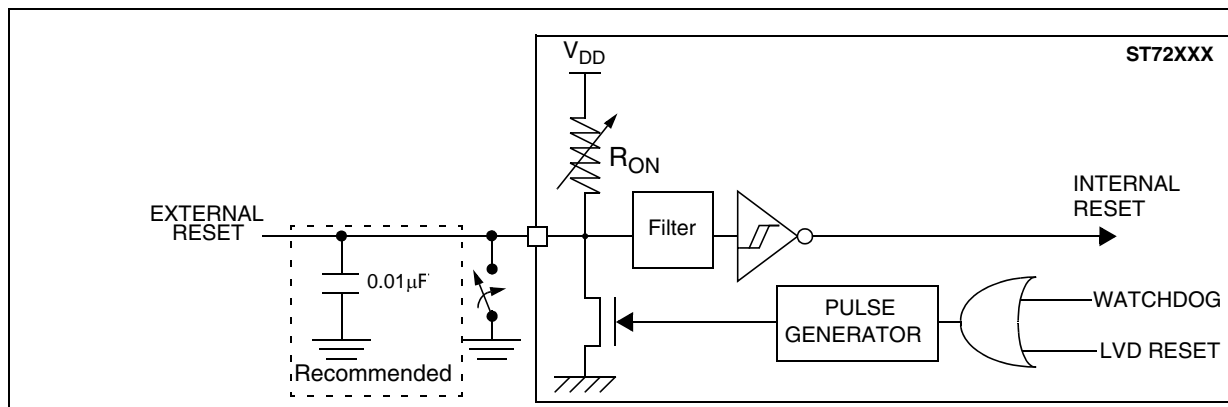 V_DD
ST72XXX
R_ON
INTERNAL
RESET
EXTERNAL
RESET
Filter
0.01µF
PULSE
GENERATOR
WATCHDOG
LVD RESET
Recommended